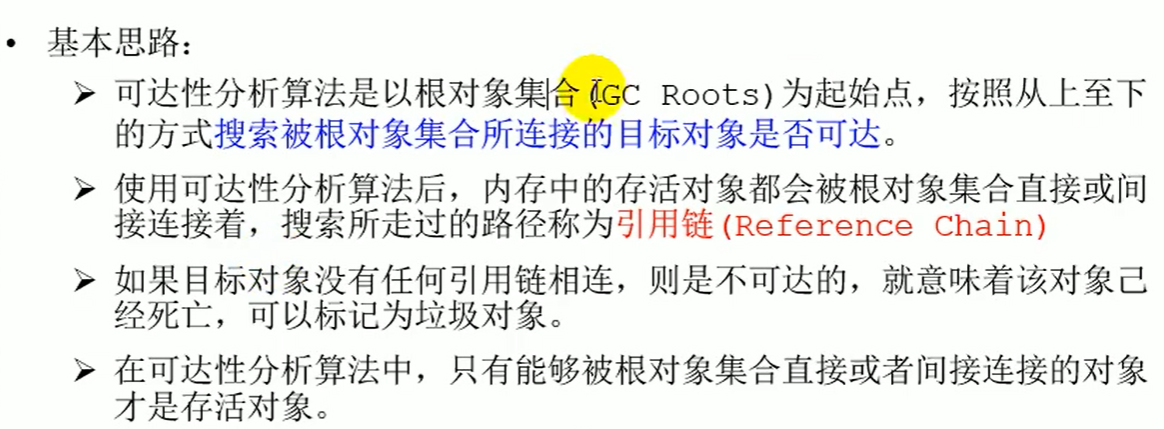 • 基本思路：
➢ 可达性分析算法是以根对象集合(GC Roots)为起始点，按照从上至下
的方式搜索被根对象集合所连接的目标对象是否可达。
➢ 使用可达性分析算法后，内存中的存活对象都会被根对象集合直接或间
接连接着，搜索所走过的路径称为引用链(Reference Chain)
➢ 如果目标对象没有任何引用链相连，则是不可达的，就意味着该对象己
经死亡，可以标记为垃圾对象。
➢ 在可达性分析算法中，只有能够被根对象集合直接或者间接连接的对象
才是存活对象。